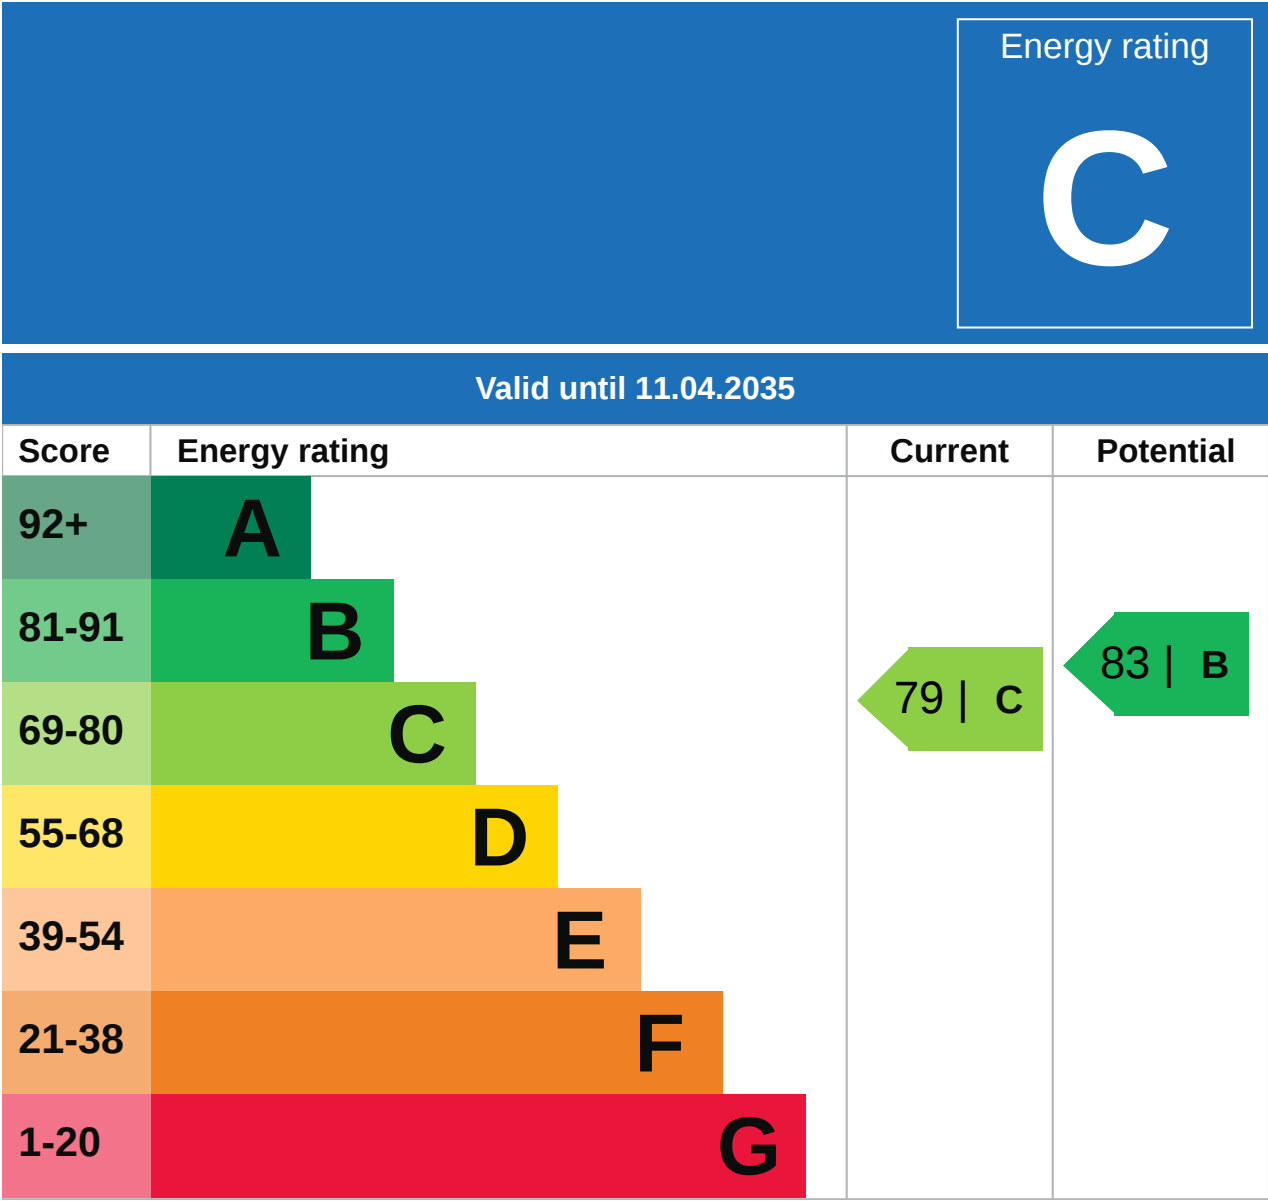 Energy rating
C
Valid until 11.04.2035
Score Energy rating Current Potential
92+ A
81-91 B
83 | B
69-80 C
79 | C
55-68 D
39-54 E
21-38 F
1-20 G